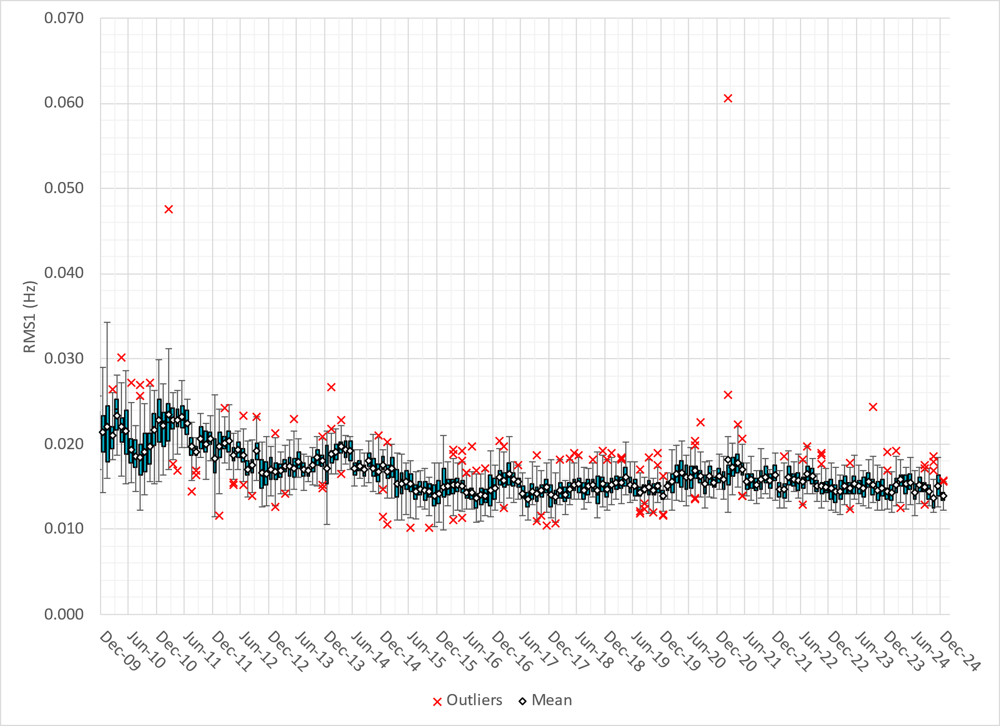 0.070
0.060
0.050
0.040
0.030
0.020
0.010
0.000
RMS1 (Hz)
Dec-09
Jun-10
Dec-10
Jun-11
Dec-11
Jun-12
Dec-12
Jun-13
Dec-13
Jun-14
Dec-14
Jun-15
Dec-15
Jun-16
Dec-16
Jun-17
Dec-17
Jun-18
Dec-18
Jun-19
Dec-19
Jun-20
Dec-20
Jun-21
Dec-21
Jun-22
Dec-22
Jun-23
Dec-23
Jun-24
Dec-24
Outliers Mean